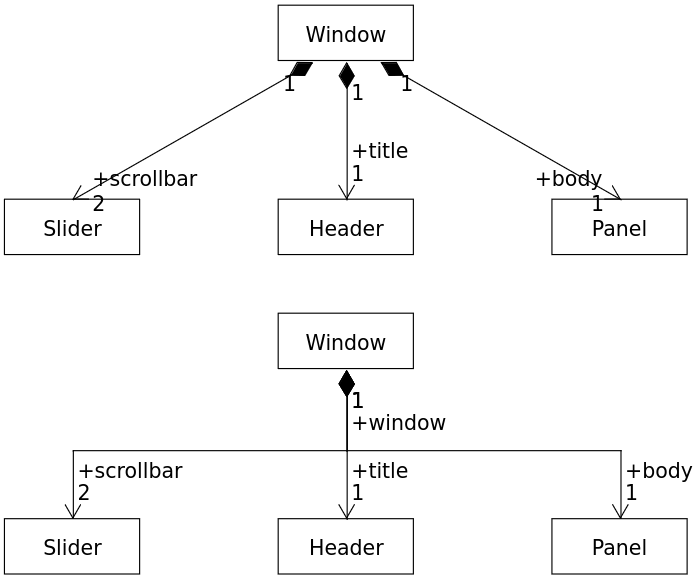 Window
1 1 1
+title
1
+scrollbar +body
2 1
Slider Header Panel
Window
1
+window
+scrollbar +title +body
2 1 1
Slider Header Panel